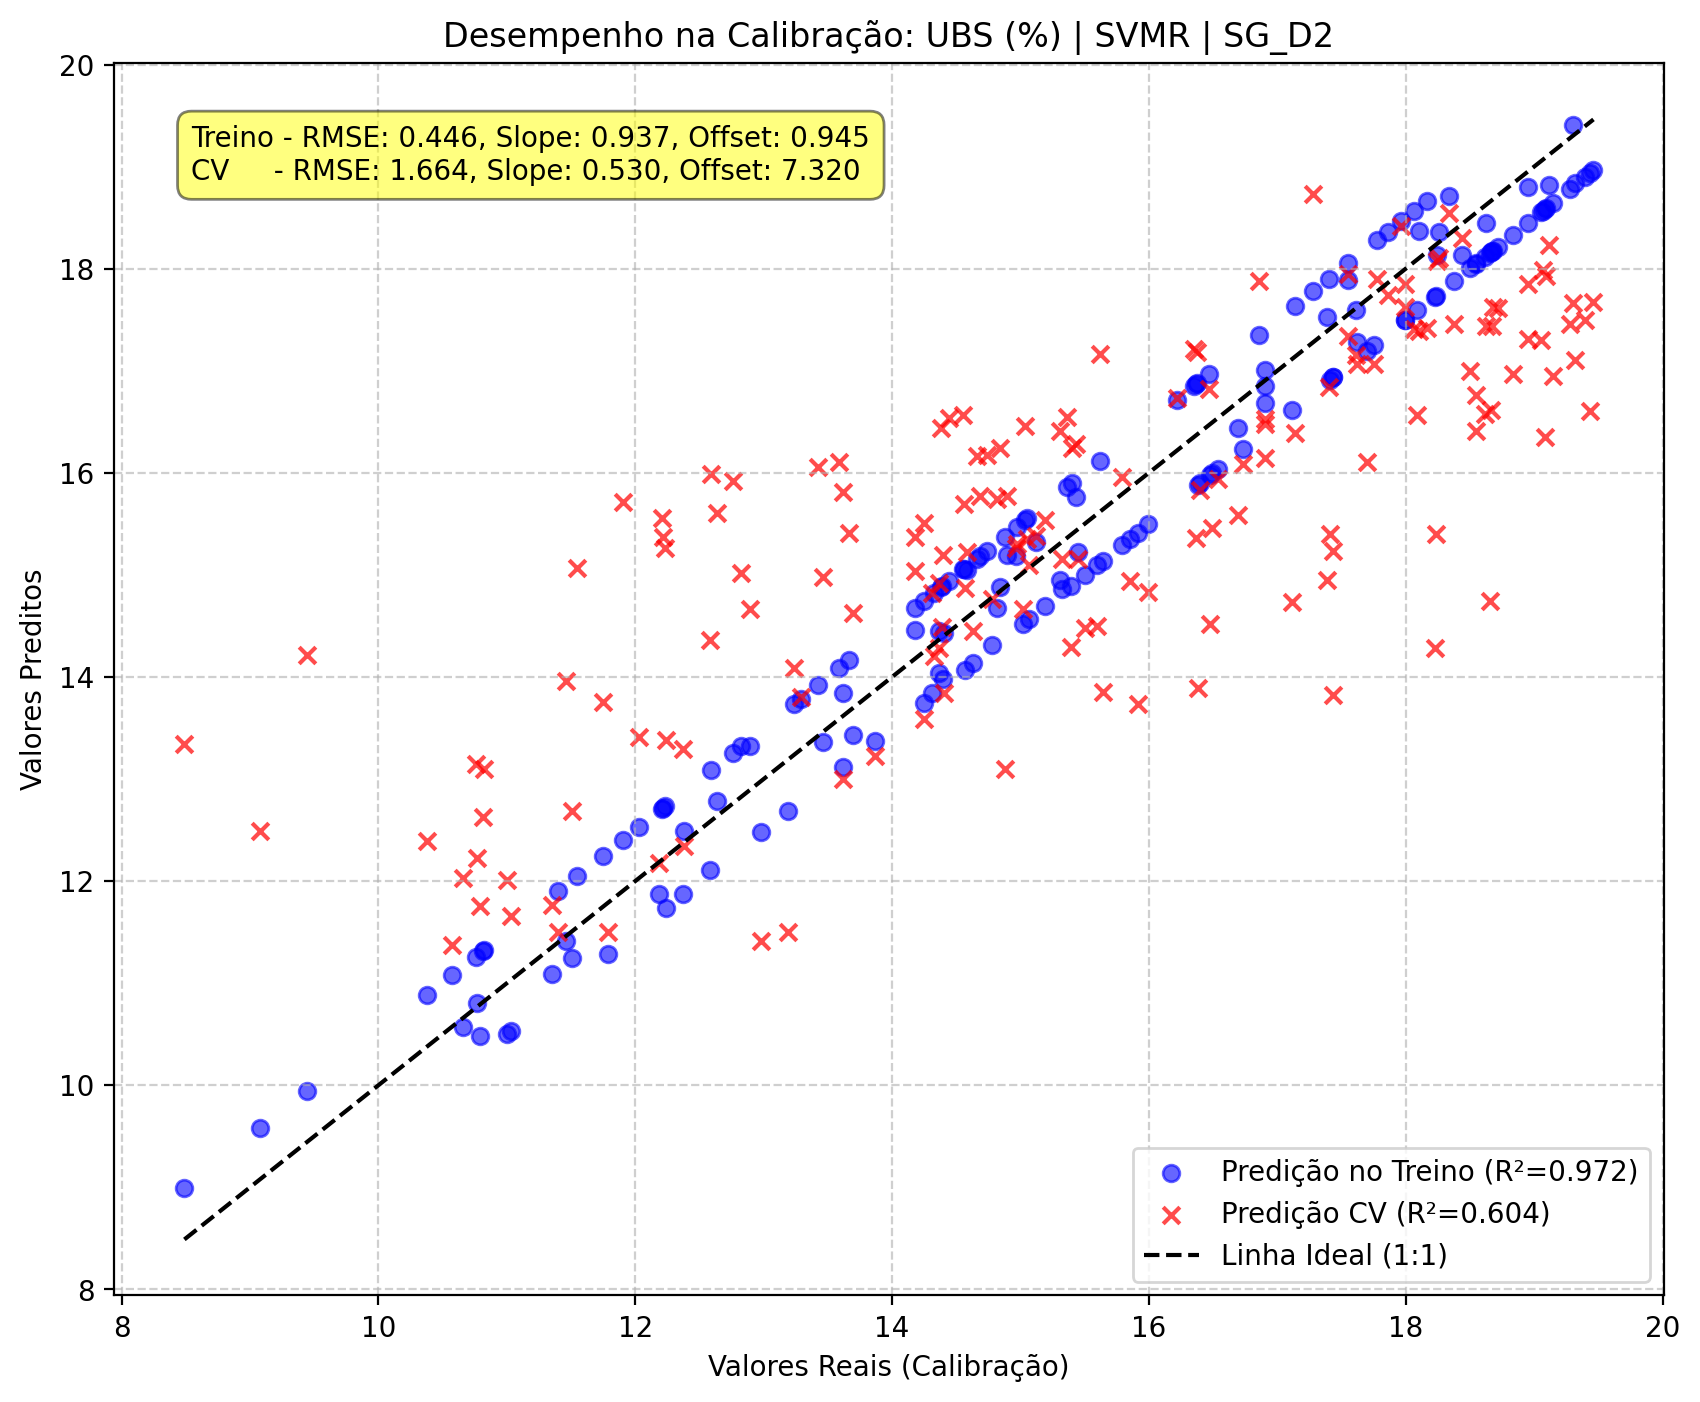 Desempenho na Calibração: UBS (%) | SVMR | SG_D2
20
18
16
14
12
10
8
Valores Preditos
Treino - RMSE: 0.446, Slope: 0.937, Offset: 0.945
CV     - RMSE: 1.664, Slope: 0.530, Offset: 7.320
Predição no Treino (R²=0.972)
Predição CV (R²=0.604)
Linha Ideal (1:1)
8 10 12 14 16 18 20
Valores Reais (Calibração)